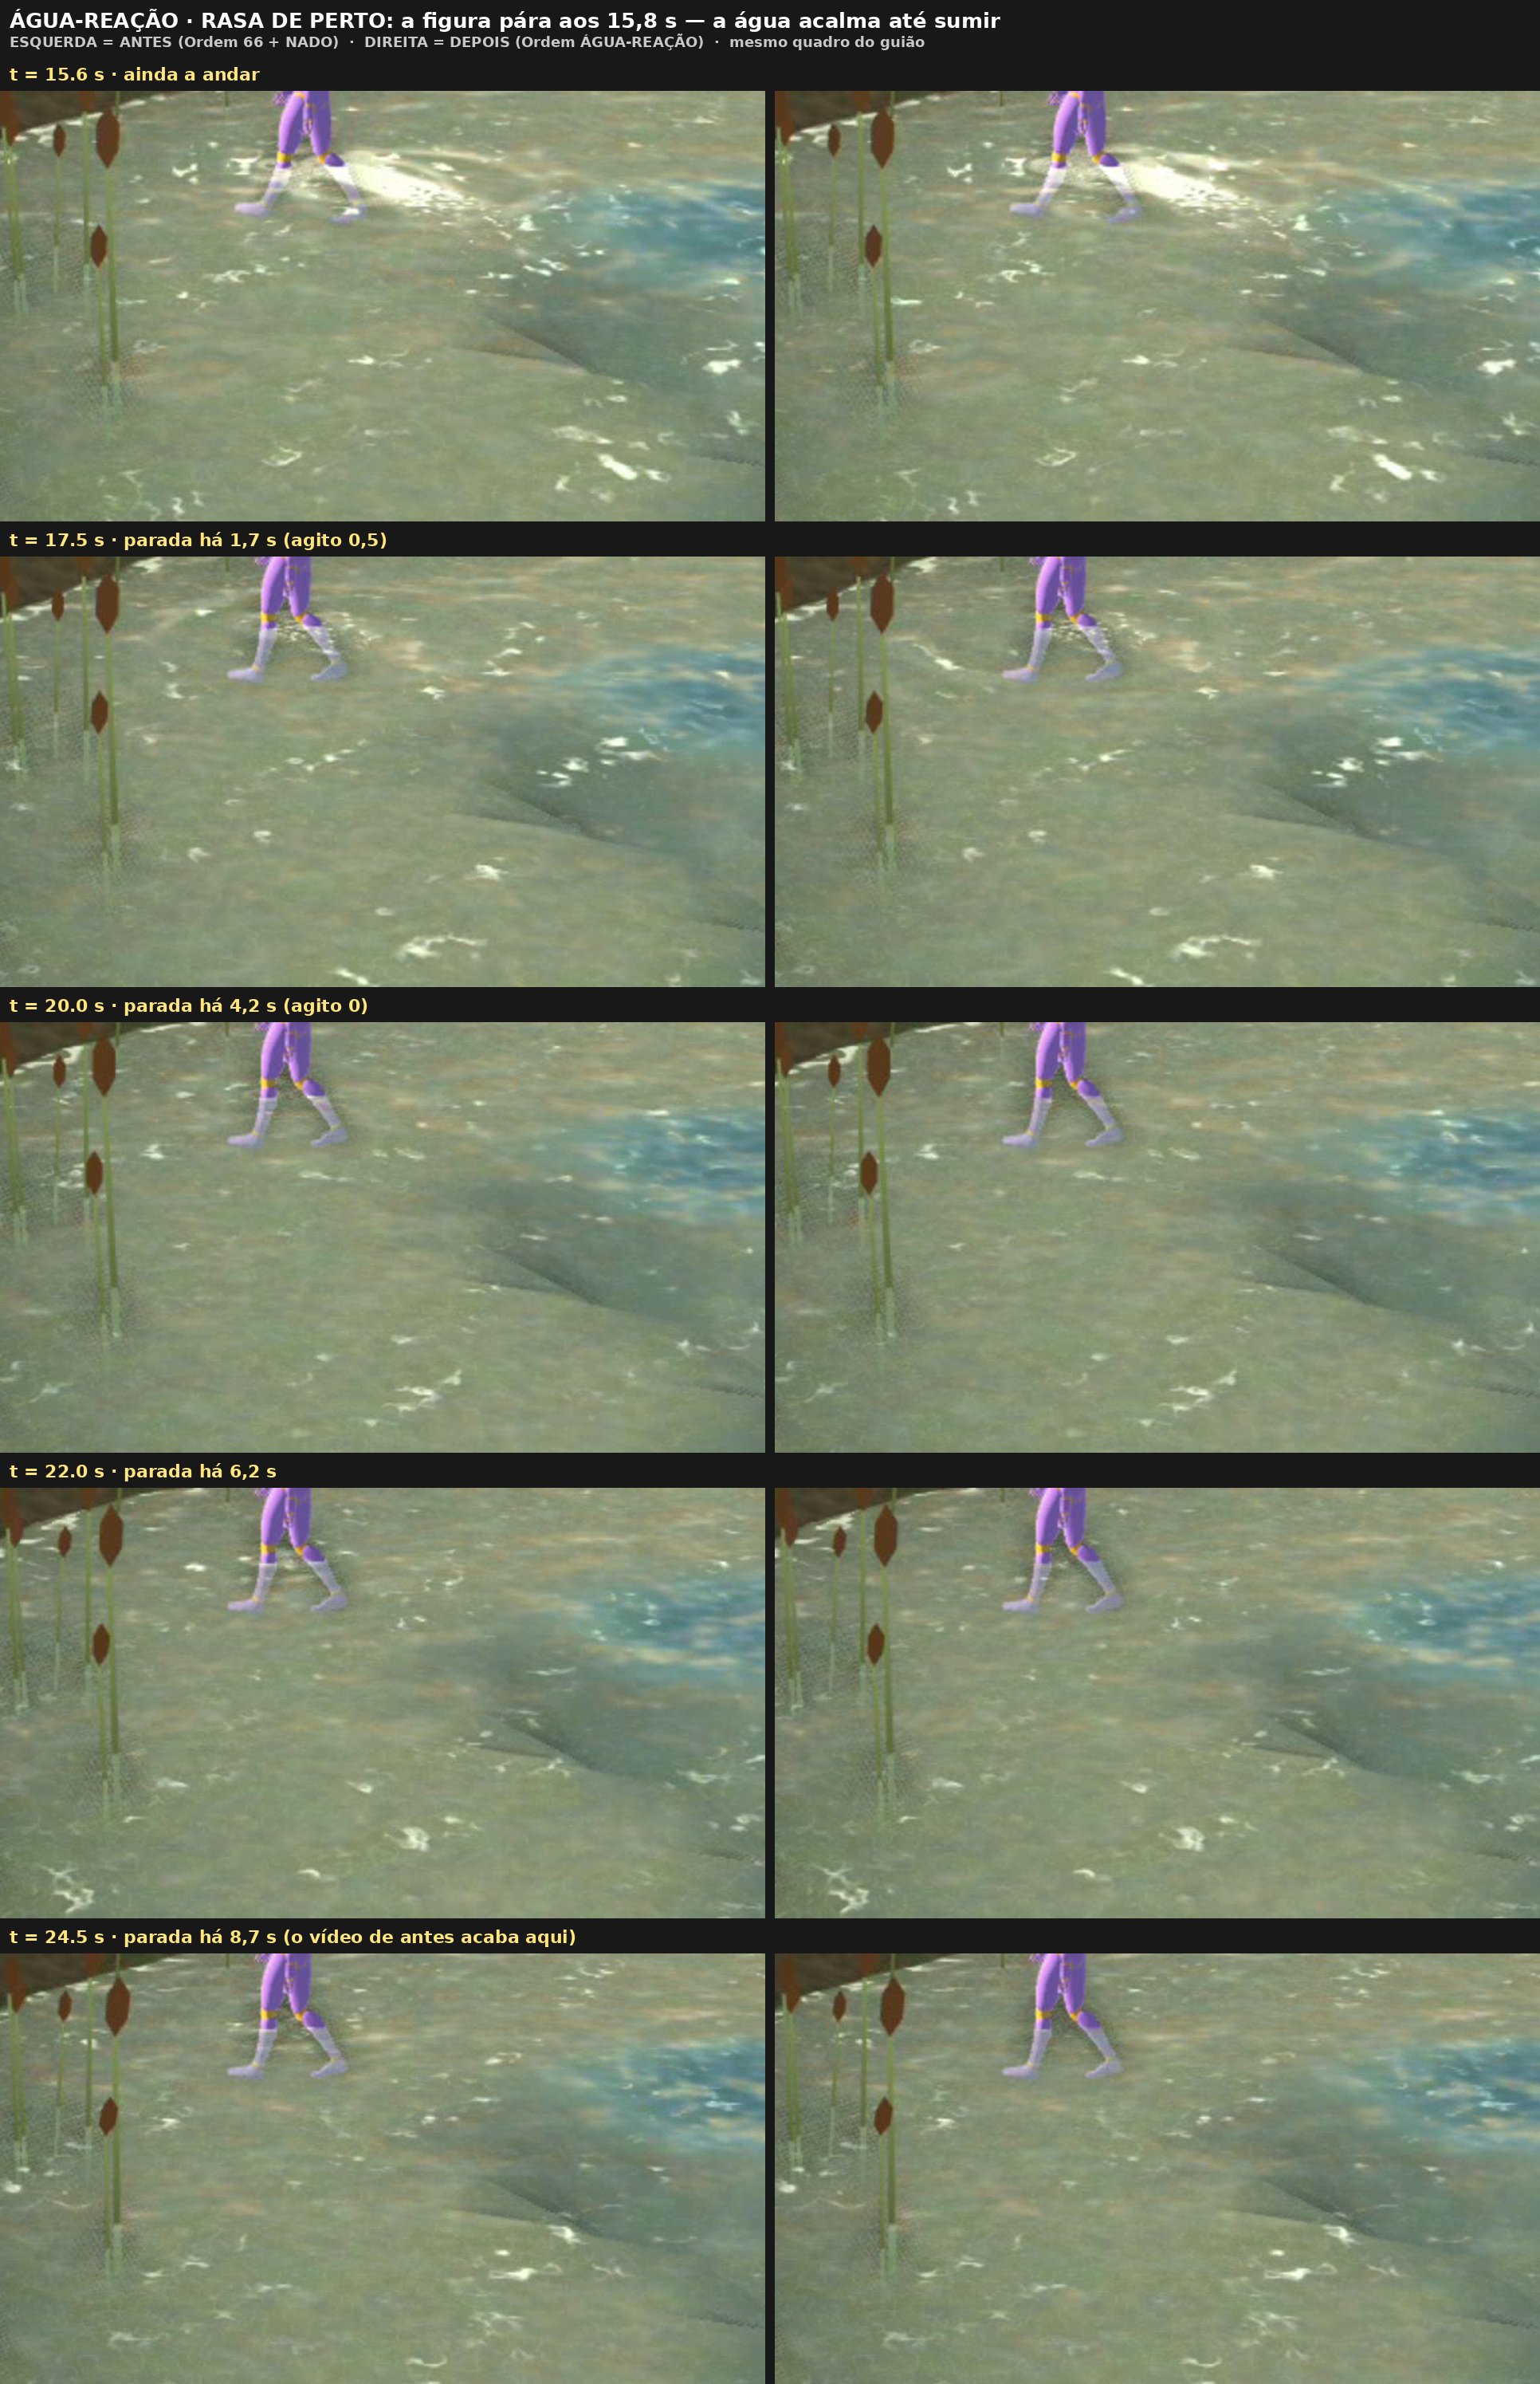 ÁGUA-REAÇÃO · RASA DE PERTO: a figura pára aos 15,8 s — a água acalma até sumir
ESQUERDA = ANTES (Ordem 66 + NADO) · DIREITA = DEPOIS (Ordem ÁGUA-REAÇÃO) · mesmo quadro do guião
t = 15.6 s · ainda a andar
t = 17.5 s · parada há 1,7 s (agito 0,5)
t = 20.0 s · parada há 4,2 s (agito 0)
t = 22.0 s · parada há 6,2 s
t = 24.5 s · parada há 8,7 s (o vídeo de antes acaba aqui)